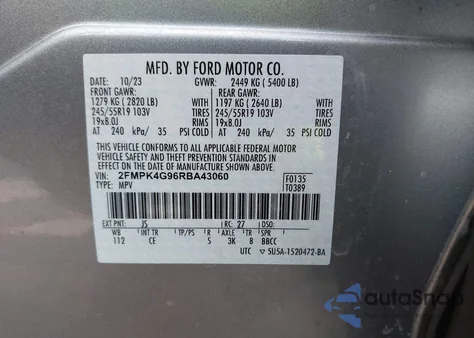 MFD. BY FORD MOTOR CO.
DATE: 10/23 GVWR: 2449 KG ( 5400 LB)
FRONT GAWR: REAR GAWR:
1279 KG ( 2820 LB) 1197 KG ( 2640 LB)
245/55R19 103V TIRES 245/55R19 103V TIRES
19x8.0J RIMS 19x8.0J RIMS
AT 240 kPa/ 35 PSI COLD AT 240 kPa/ 35 PSI COLD
THIS VEHICLE CONFORMS TO ALL APPLICABLE FEDERAL MOTOR
VEHICLE SAFETY AND THEFT PREVENTION STANDARDS IN
EFFECT ON THE DATE OF MANUFACTURE SHOWN ABOVE.
VIN: 2FMPK4G96RBA43060 F0135
TYPE: MPV T0389
EXT PNT: JS RC: 27 DSO:
WB INT TR TP/PS R AXLE TR SPR
112 CE S 3K 8 BBCC
UTC 5U5A-1520472-BA
autoSnap